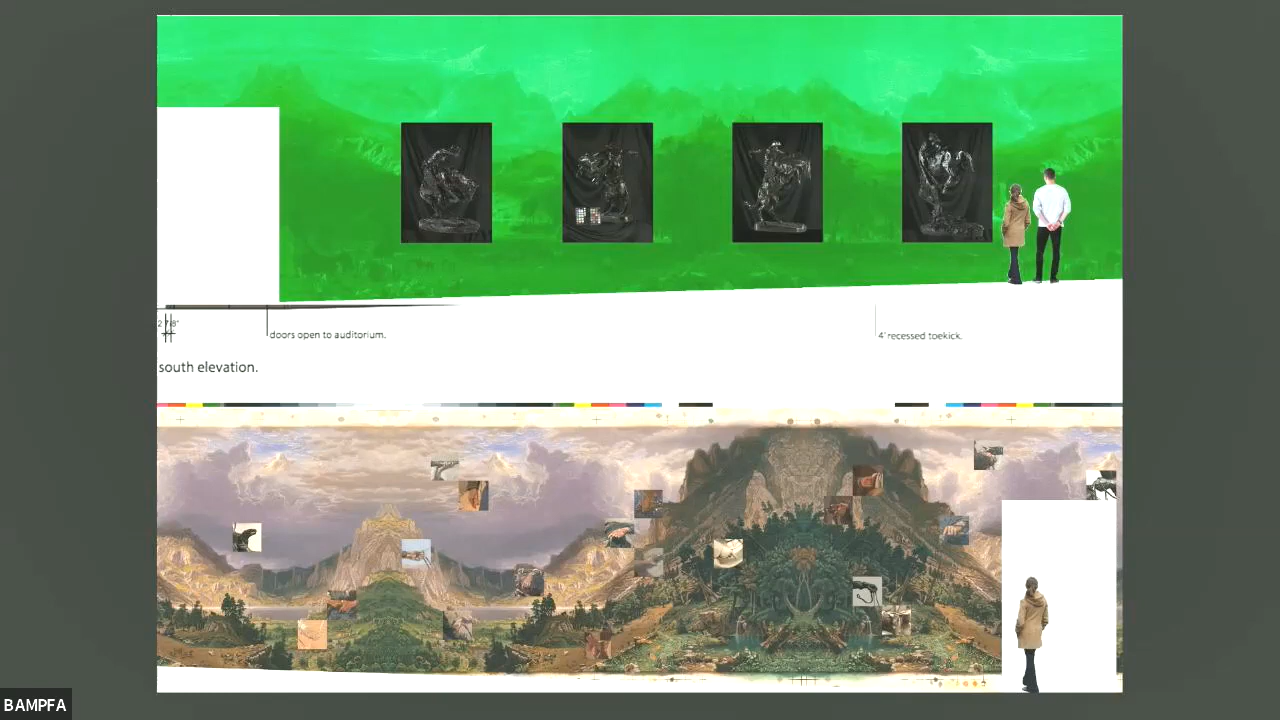 doors open to auditorium.
4' recessed toekick.
south elevation.
BAMPFA